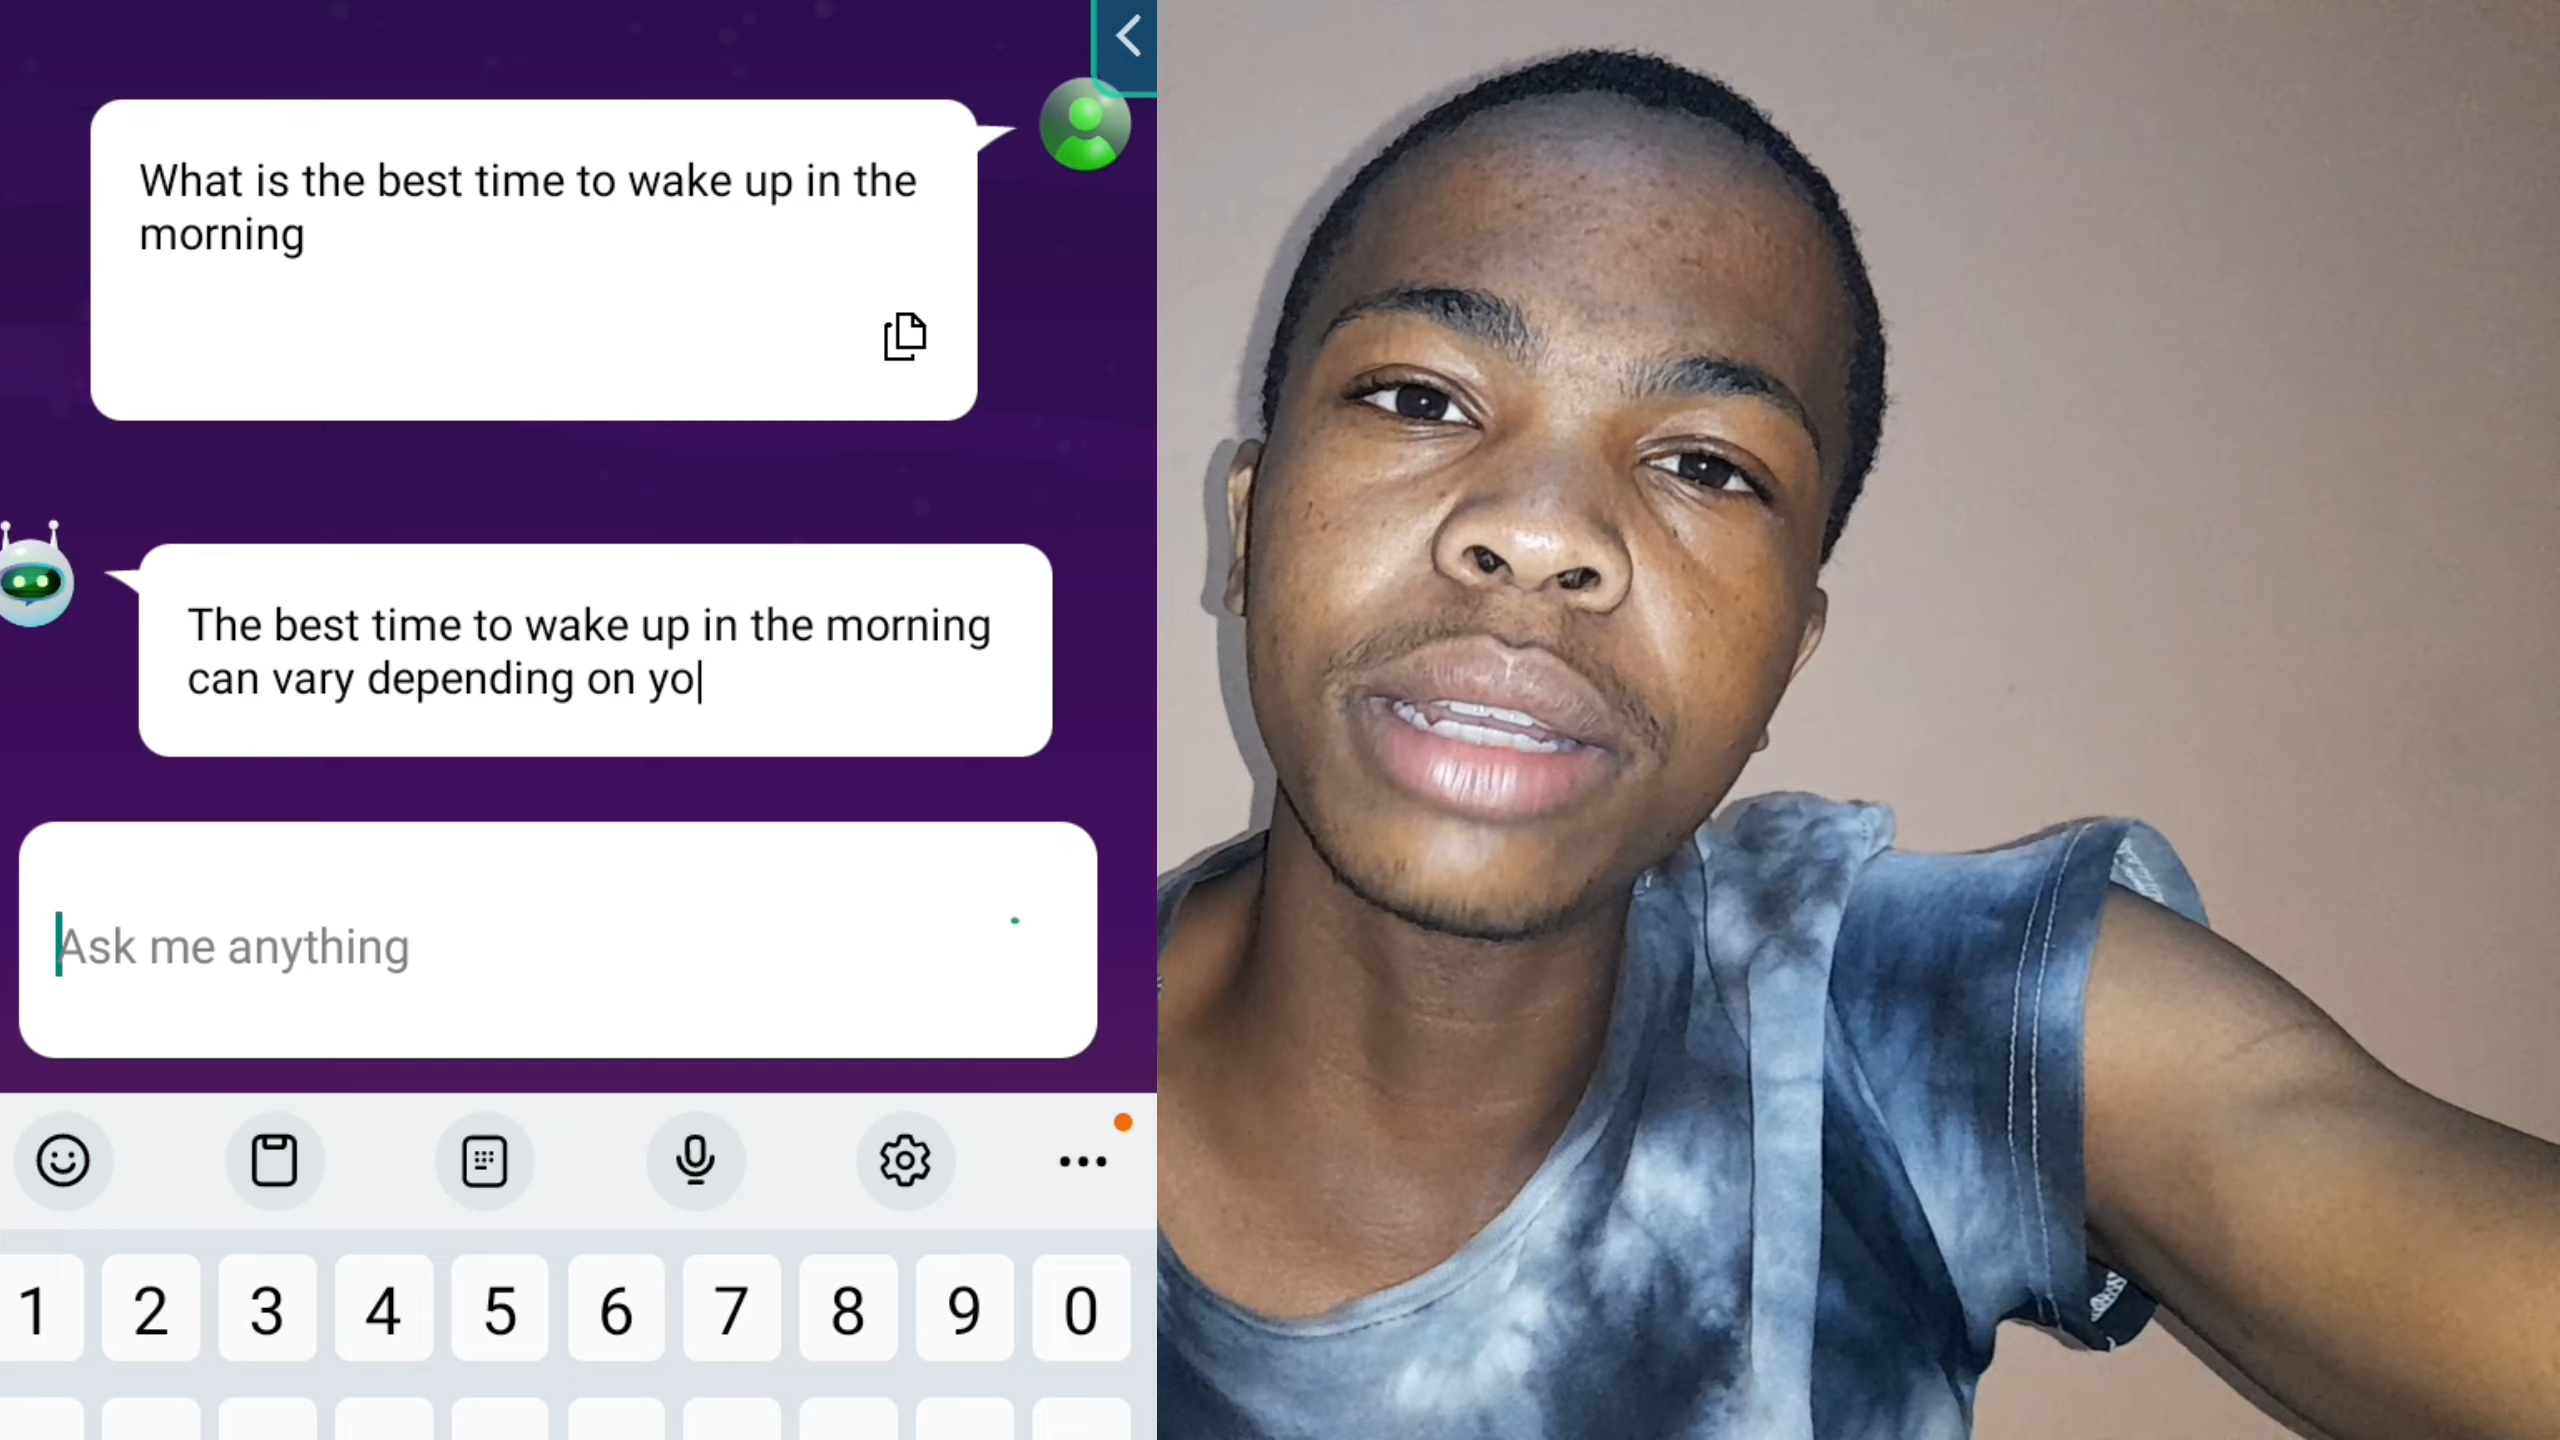 What is the best time to wake up in the
morning
The best time to wake up in the morning
can vary depending on yo
Ask me anything
1 2 3 4 5 6 7 8 9 0